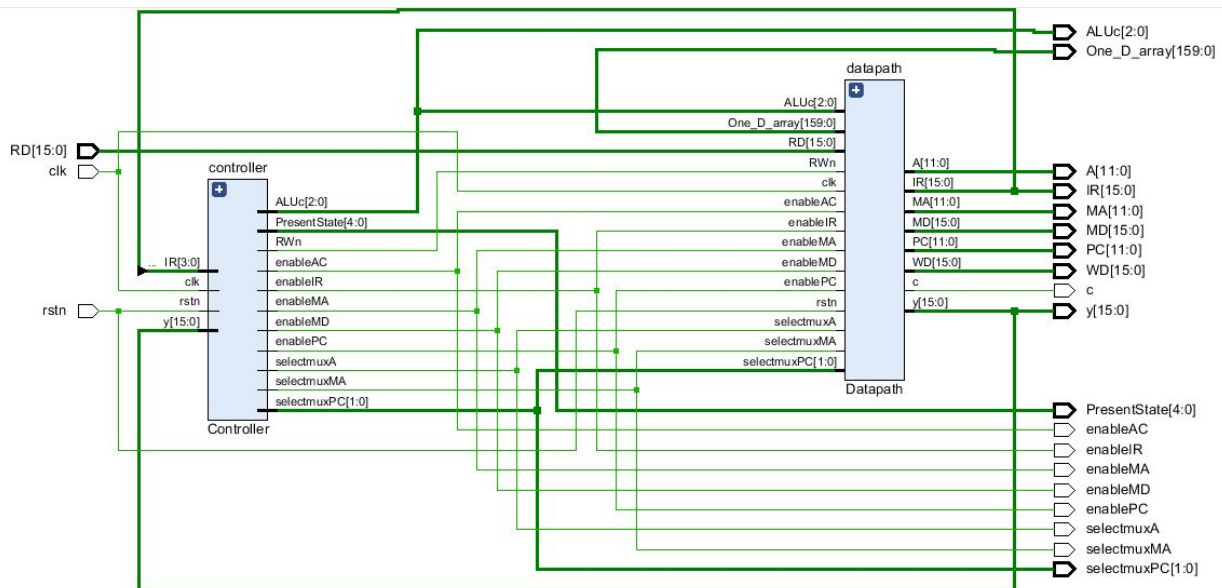 RD[15:0]
clk
rstn
controller
... IR[3:0]
clk
rstn
y[15:0]
ALUc[2:0]
PresentState[4:0]
RWn
enableAC
enableIR
enableMA
enableMD
enablePC
selectmuxA
selectmuxMA
selectmuxPC[1:0]
Controller
datapath
ALUc[2:0]
One_D_array[159:0]
RD[15:0]
RWn
clk
enableAC
enableIR
enableMA
enableMD
enablePC
rstn
selectmuxA
selectmuxMA
selectmuxPC[1:0]
A[11:0]
IR[15:0]
MA[11:0]
MD[15:0]
PC[11:0]
WD[15:0]
c
y[15:0]
Datapath
ALUc[2:0]
One_D_array[159:0]
A[11:0]
IR[15:0]
MA[11:0]
MD[15:0]
PC[11:0]
WD[15:0]
c
y[15:0]
PresentState[4:0]
enableAC
enableIR
enableMA
enableMD
enablePC
selectmuxA
selectmuxMA
selectmuxPC[1:0]